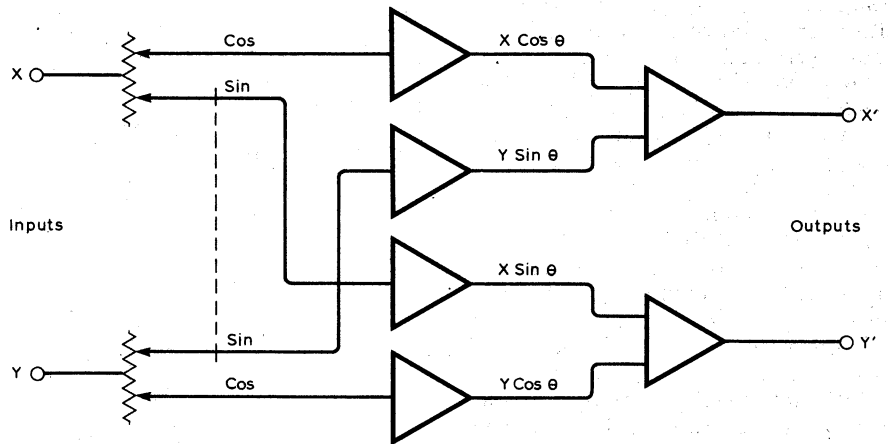 Cos
X Cos θ
X
Sin
X'
Y Sin θ
Inputs
Outputs
X Sin θ
Sin
Y'
Y
Cos
Y Cos θ